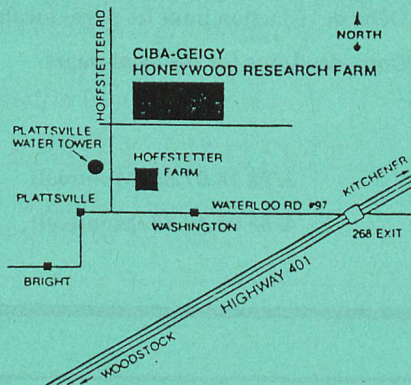 HOFFSTETTER RD
NORTH
CIBA-GEIGY
HONEYWOOD RESEARCH FARM
PLATTSVILLE
WATER TOWER
HOFFSTETTER
FARM
KITCHENER
PLATTSVILLE
WATERLOO RD #97
WASHINGTON
268 EXIT
BRIGHT
HIGHWAY 401
WOODSTOCK